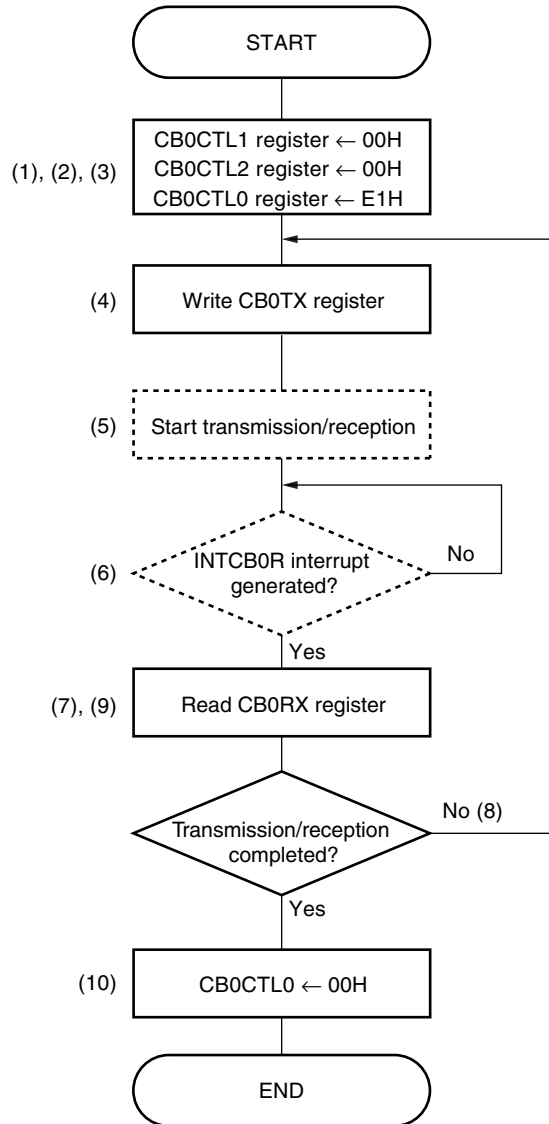 START
(1), (2), (3)
CB0CTL1 register ← 00H
CB0CTL2 register ← 00H
CB0CTL0 register ← E1H
(4)
Write CB0TX register
(5)
Start transmission/reception
(6)
INTCB0R interrupt
generated?
No
Yes
(7), (9)
Read CB0RX register
Transmission/reception
completed?
No (8)
Yes
(10)
CB0CTL0 ← 00H
END